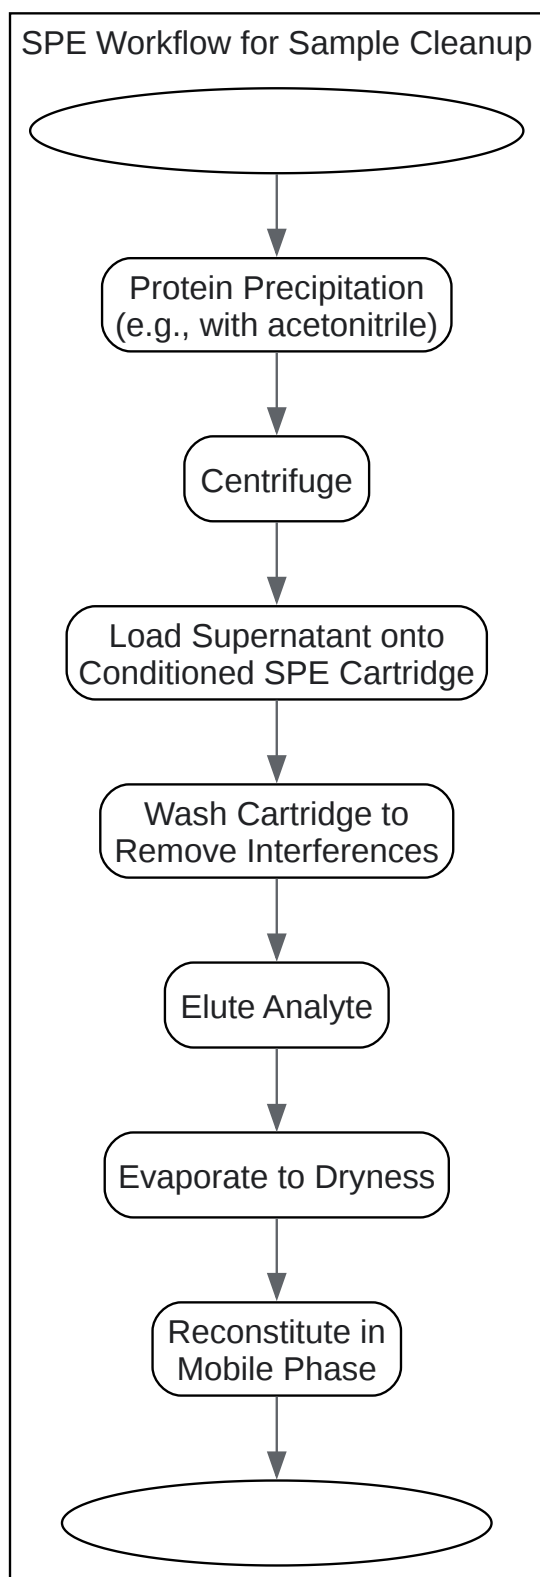 SPE Workflow for Sample Cleanup
Protein Precipitation
(e.g., with acetonitrile)
Centrifuge
Load Supernatant onto
Conditioned SPE Cartridge
Wash Cartridge to
Remove Interferences
Elute Analyte
Evaporate to Dryness
Reconstitute in
Mobile Phase